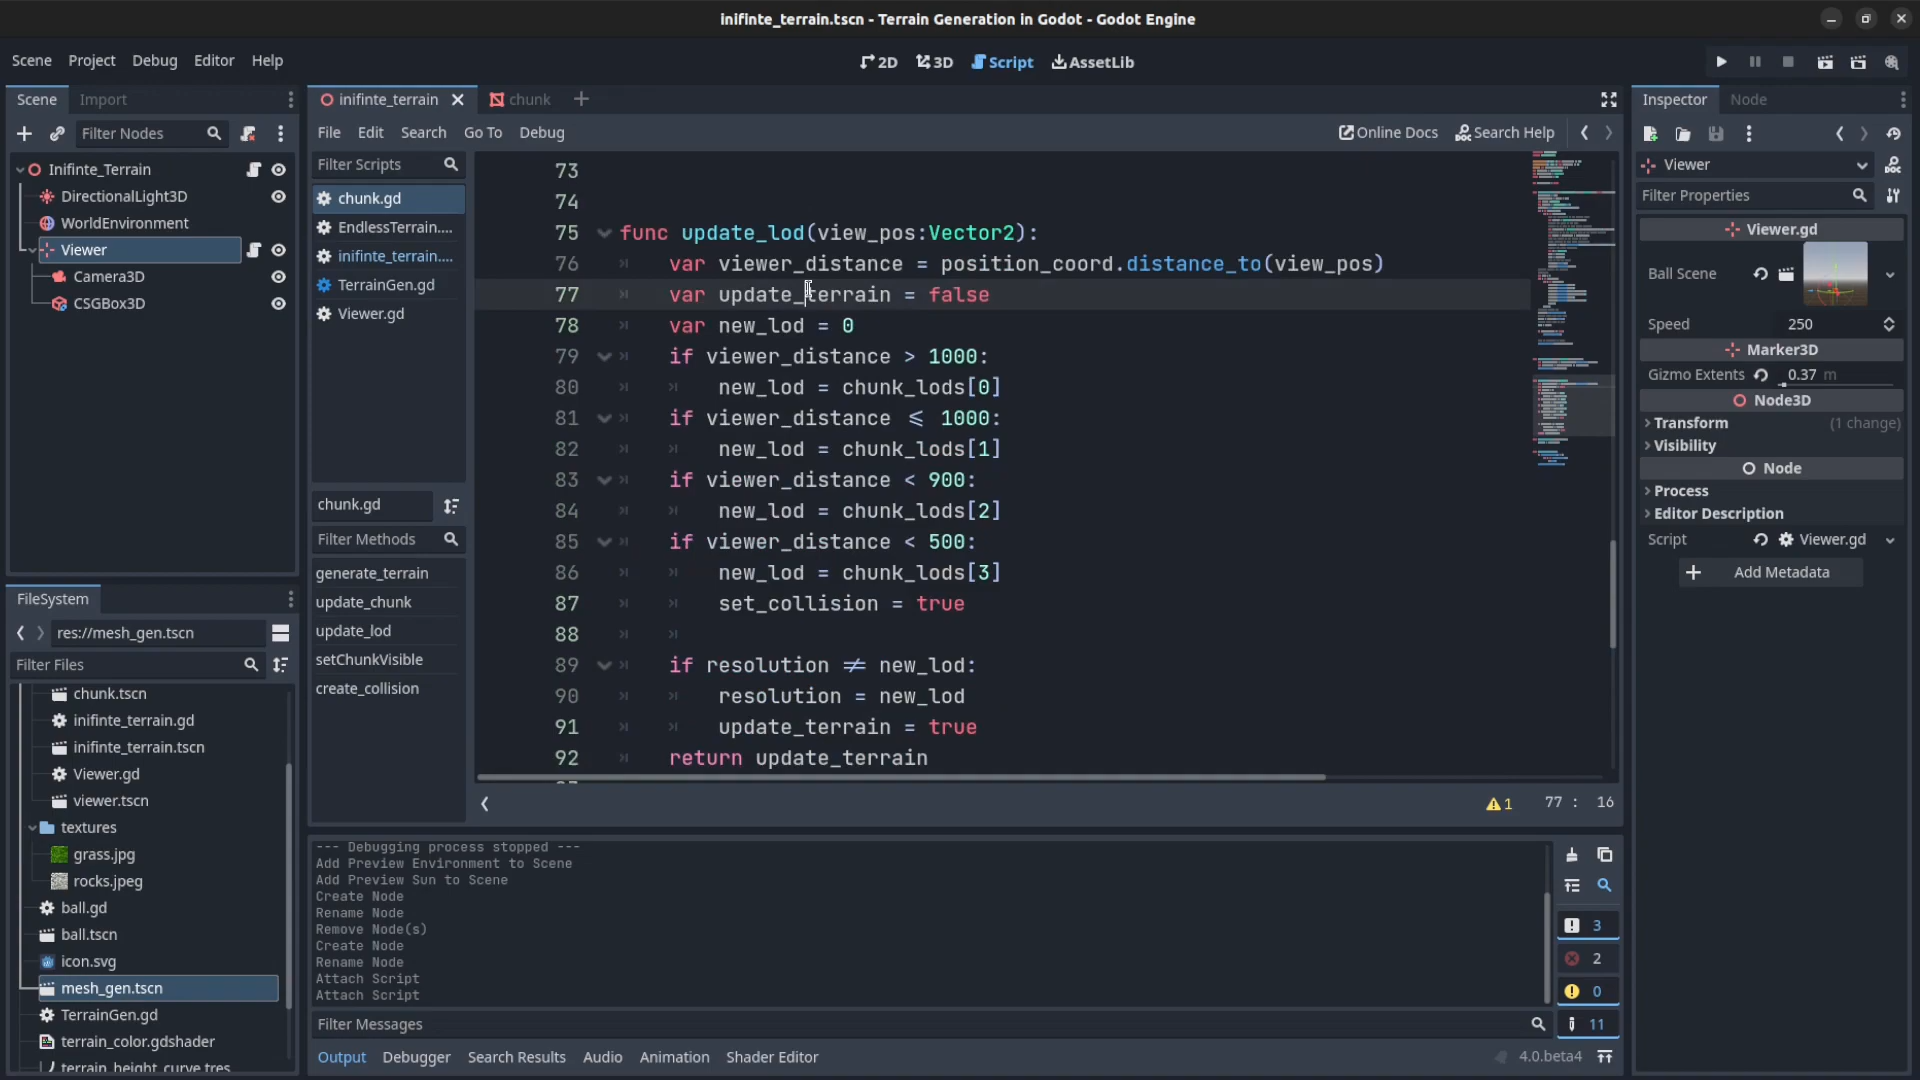 inifinte_terrain.tscn - Terrain Generation in Godot - Godot Engine
Scene Project Debug Editor Help
2D 3D Script AssetLib
Scene Import
Filter Nodes
Inifinte_Terrain
DirectionalLight3D
WorldEnvironment
Viewer
Camera3D
CSGBox3D
FileSystem
res://mesh_gen.tscn
Filter Files
chunk.tscn
inifinte_terrain.gd
inifinte_terrain.tscn
Viewer.gd
viewer.tscn
textures
grass.jpg
rocks.jpeg
ball.gd
ball.tscn
icon.svg
mesh_gen.tscn
TerrainGen.gd
terrain_color.gdshader
terrain_height_curve.tres
inifinte_terrain chunk
File Edit Search Go To Debug
Online Docs Search Help
Filter Scripts
chunk.gd
EndlessTerrain....
inifinte_terrain....
TerrainGen.gd
Viewer.gd
chunk.gd
Filter Methods
generate_terrain
update_chunk
update_lod
setChunkVisible
create_collision
73
74
75 func update_lod(view_pos:Vector2):
76 var viewer_distance = position_coord.distance_to(view_pos)
77 var update_terrain = false
78 var new_lod = 0
79 if viewer_distance > 1000:
80 new_lod = chunk_lods[0]
81 if viewer_distance <= 1000:
82 new_lod = chunk_lods[1]
83 if viewer_distance < 900:
84 new_lod = chunk_lods[2]
85 if viewer_distance < 500:
86 new_lod = chunk_lods[3]
87 set_collision = true
88
89 if resolution != new_lod:
90 resolution = new_lod
91 update_terrain = true
92 return update_terrain
1 77 : 16
--- Debugging process stopped ---
Add Preview Environment to Scene
Add Preview Sun to Scene
Create Node
Rename Node
Remove Node(s)
Create Node
Rename Node
Attach Script
Attach Script
3
2
0
11
Filter Messages
Output Debugger Search Results Audio Animation Shader Editor
4.0.beta4
Inspector Node
Viewer
Filter Properties
Viewer.gd
Ball Scene
Speed 250
Marker3D
Gizmo Extents 0.37 m
Node3D
Transform (1 change)
Visibility
Node
Process
Editor Description
Script Viewer.gd
Add Metadata